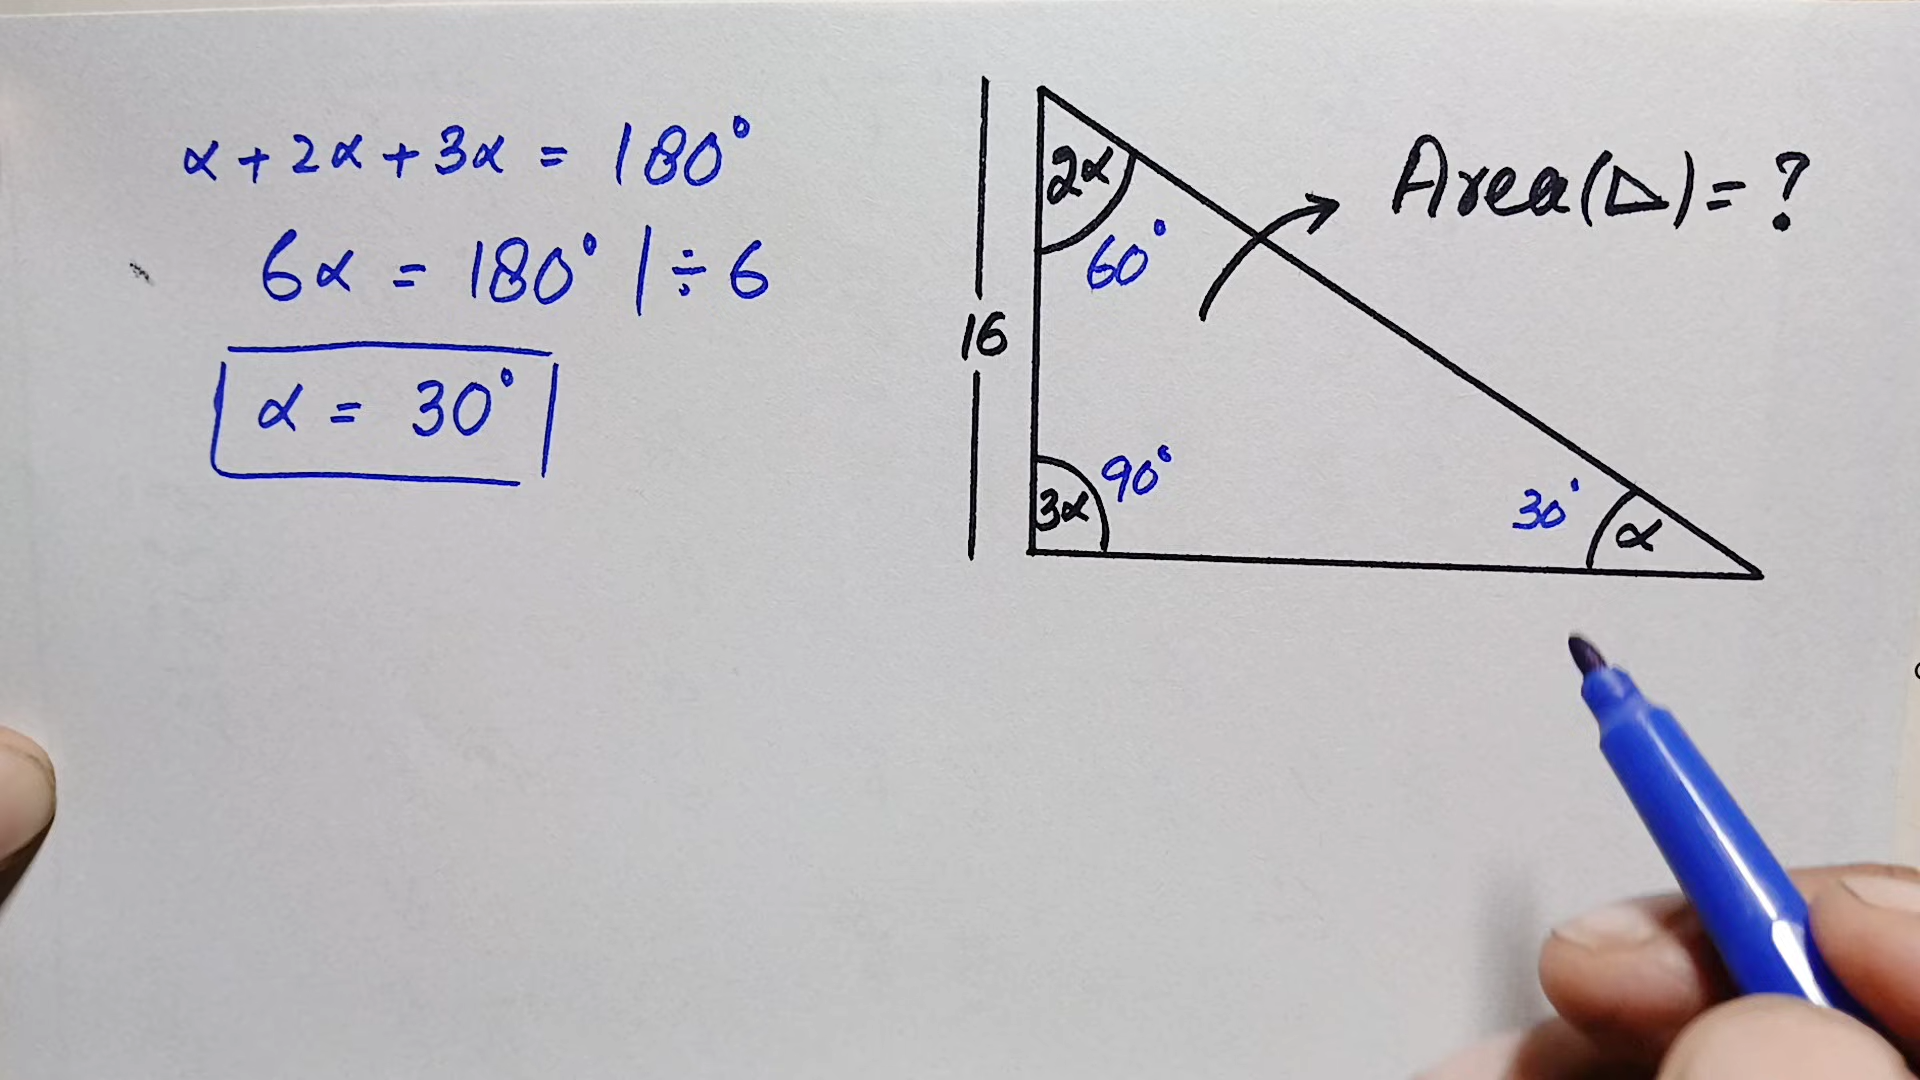 α + 2α + 3α = 180°
6α = 180° | ÷ 6
α = 30°
Area(△) = ?
2α
60°
16
3α 90°
30° α